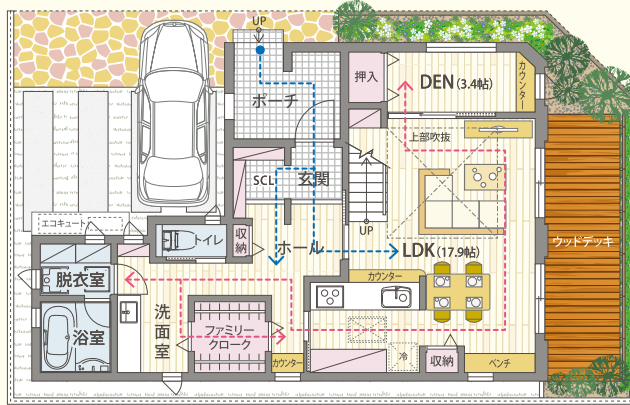 UP
ポーチ
押入
DEN(3.4帖)
カウンター
上部吹抜
SCL
玄関
UP
エコキュート
トイレ
収納
ホール
LDK(17.9帖)
ウッドデッキ
脱衣室
カウンター
浴室
洗面室
ファミリー
クローク
カウンター
冷
収納
ベンチ